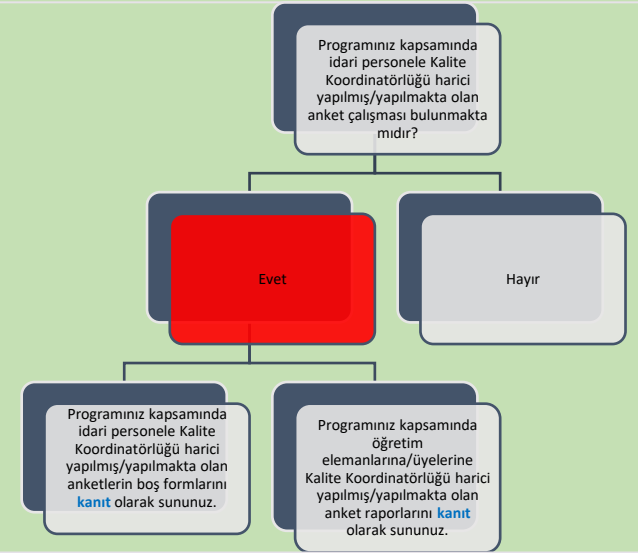 Programınız kapsamında
idari personele Kalite
Koordinatörlüğü harici
yapılmış/yapılmakta olan
anket çalışması bulunmakta
mıdır?
Evet
Hayır
Programınız kapsamında
idari personele Kalite
Koordinatörlüğü harici
yapılmış/yapılmakta olan
anketlerin boş formlarını
kanıt olarak sununuz.
Programınız kapsamında
öğretim
elemanlarına/üyelerine
Kalite Koordinatörlüğü harici
yapılmış/yapılmakta olan
anket raporlarını kanıt
olarak sununuz.